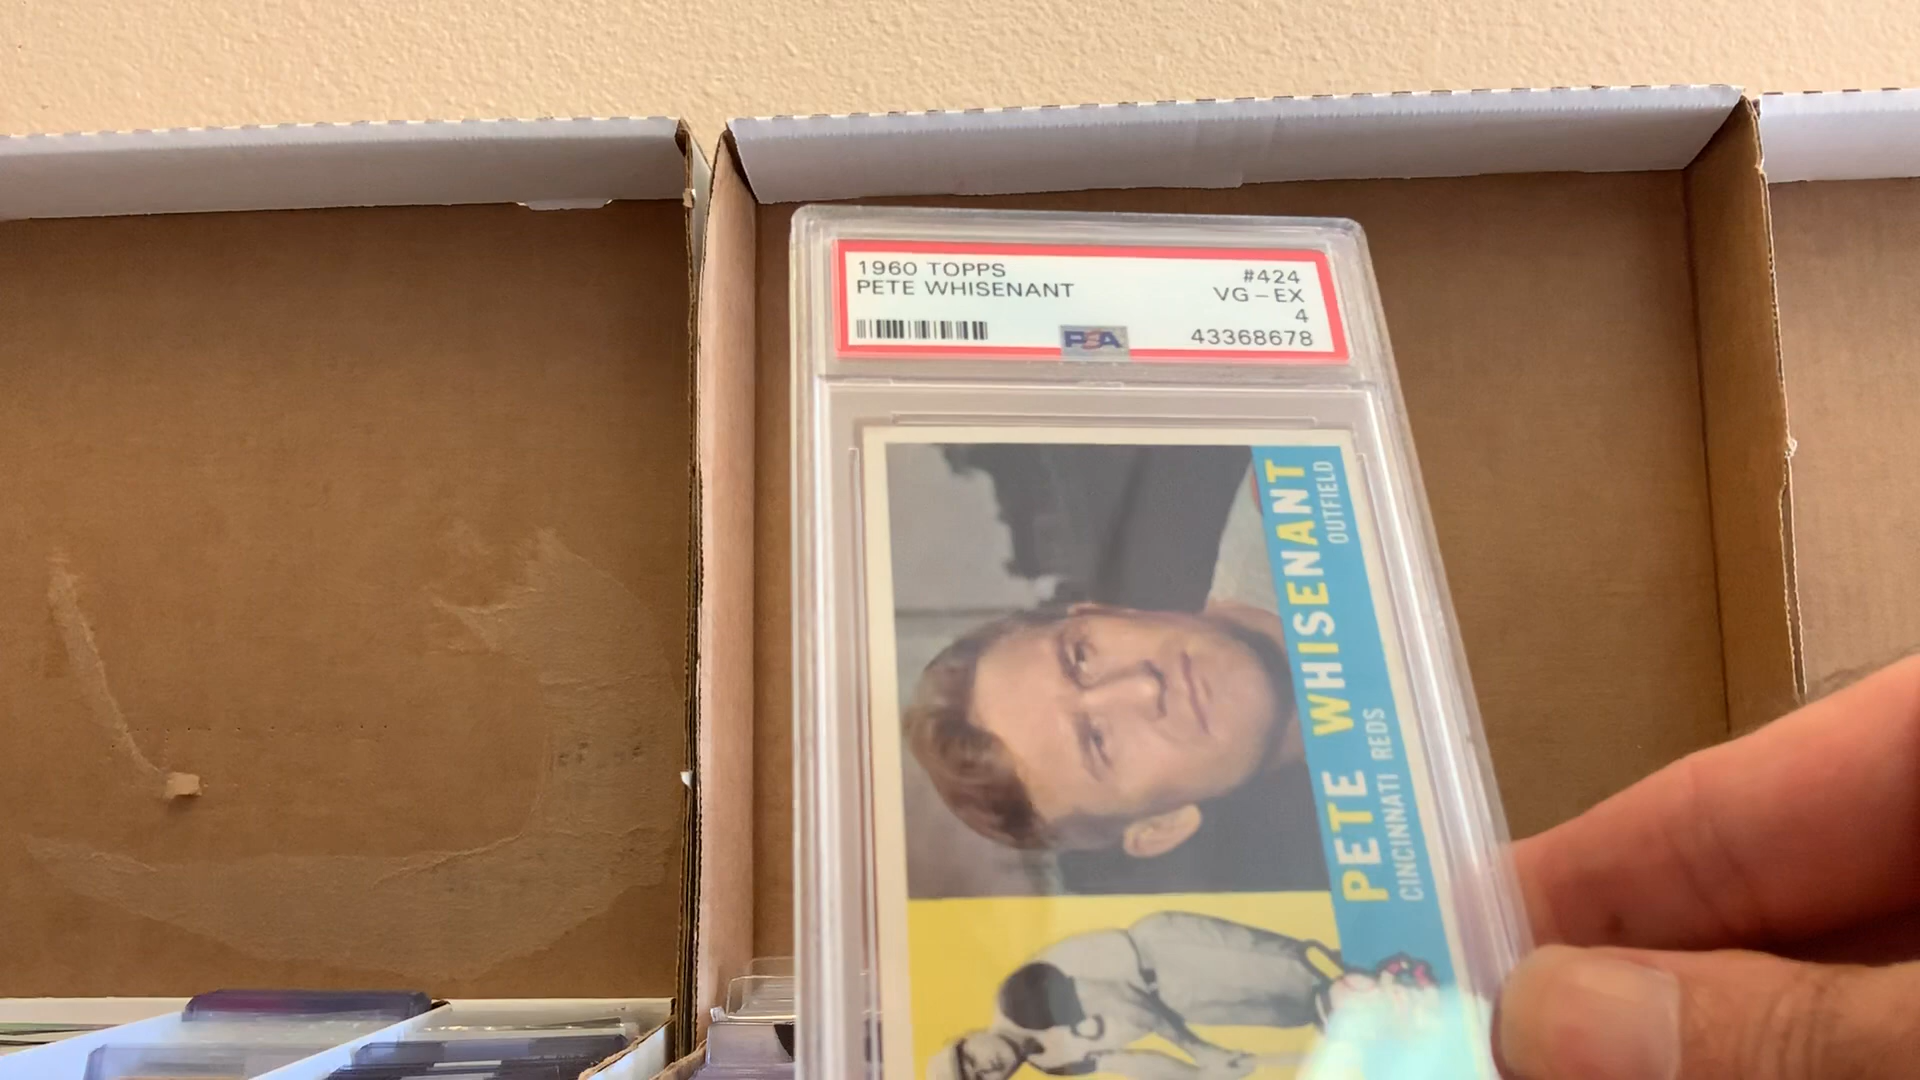 1960 TOPPS #424
PETE WHISENANT VG-EX
4
PSA 43368678
PETE WHISENANT
CINCINNATI REDS OUTFIELD